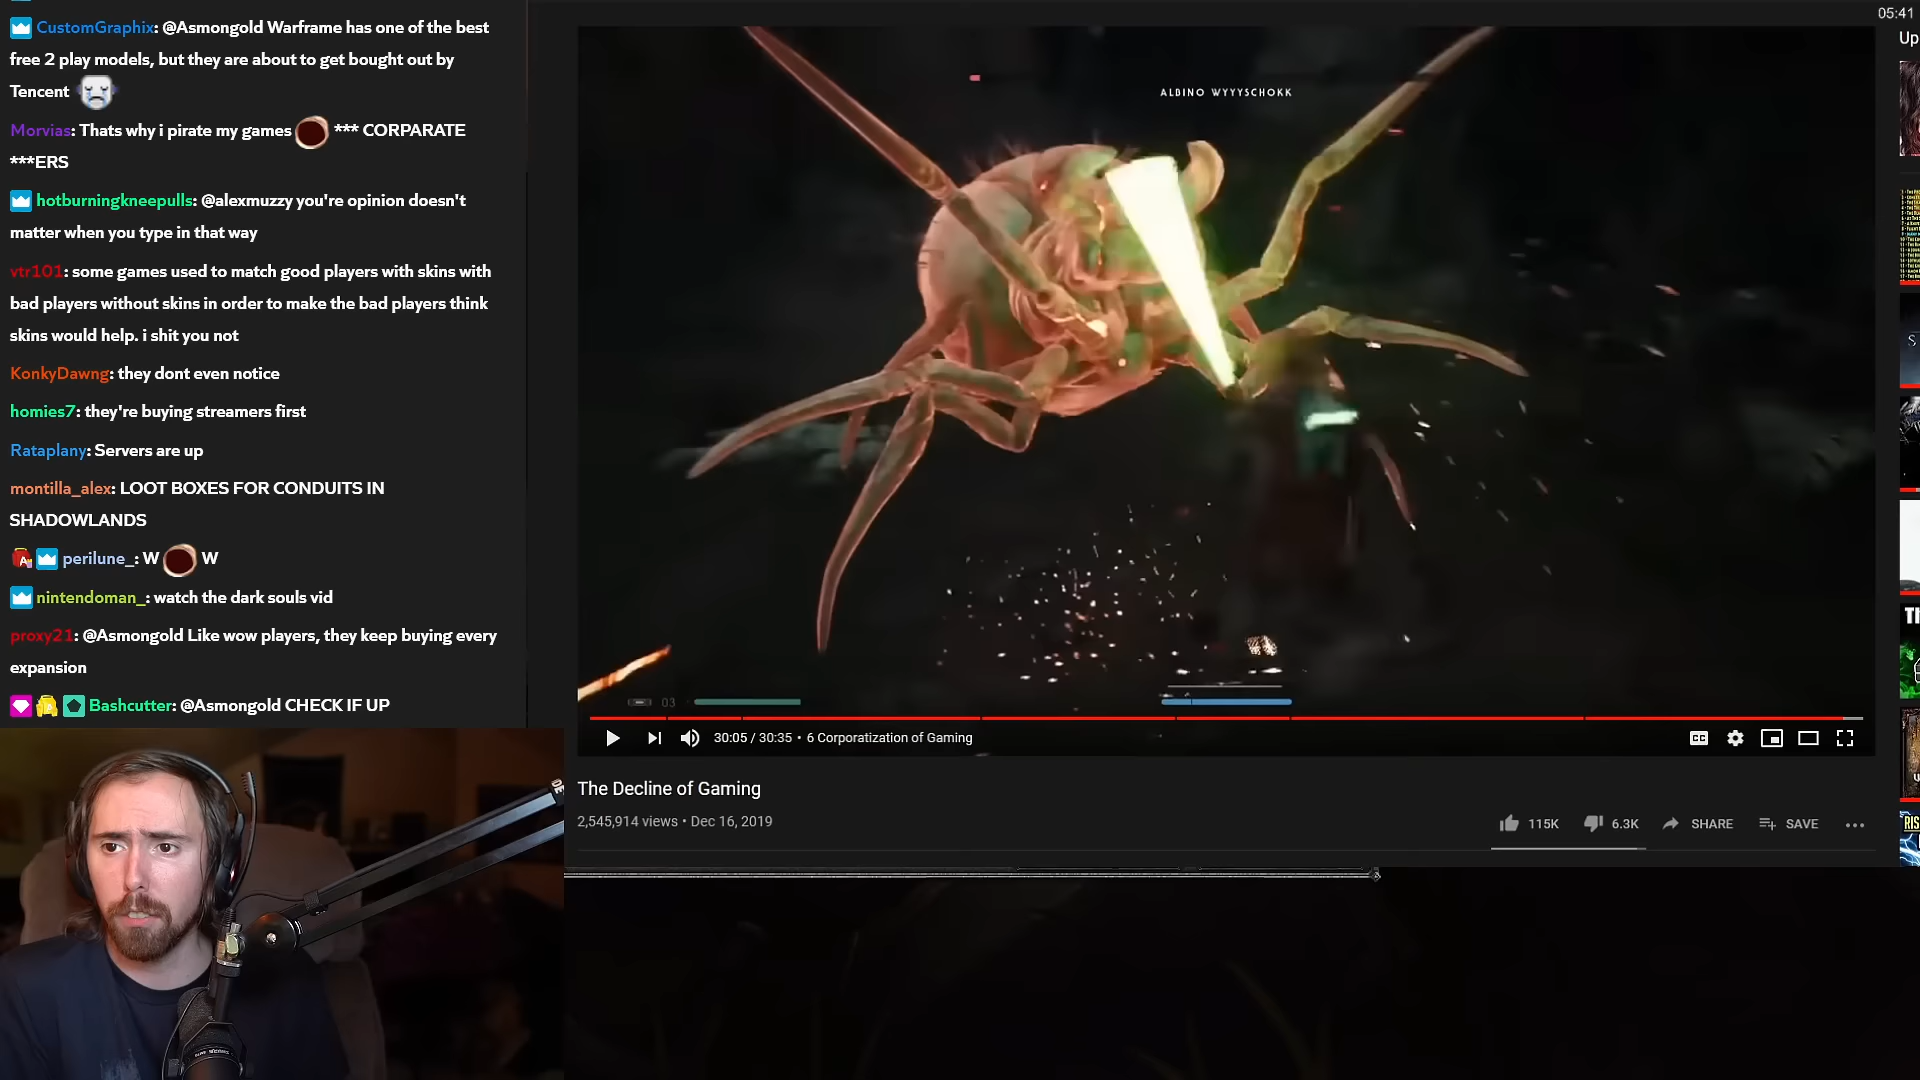 CustomGraphix: @Asmongold Warframe has one of the best
free 2 play models, but they are about to get bought out by
Tencent
Morvias: Thats why i pirate my games *** CORPARATE
***ERS
hotburningkneepulls: @alexmuzzy you're opinion doesn't
matter when you type in that way
vtr101: some games used to match good players with skins with
bad players without skins in order to make the bad players think
skins would help. i shit you not
KonkyDawng: they dont even notice
homies7: they're buying streamers first
Rataplany: Servers are up
montilla_alex: LOOT BOXES FOR CONDUITS IN
SHADOWLANDS
perilune_: W W
nintendoman_: watch the dark souls vid
proxy21: @Asmongold Like wow players, they keep buying every
expansion
Bashcutter: @Asmongold CHECK IF UP
05:41
Up
ALBINO WYYYSCHOKK
03
30:05 / 30:35 • 6 Corporatization of Gaming
CC
The Decline of Gaming
2,545,914 views • Dec 16, 2019
115K
6.3K
SHARE
SAVE